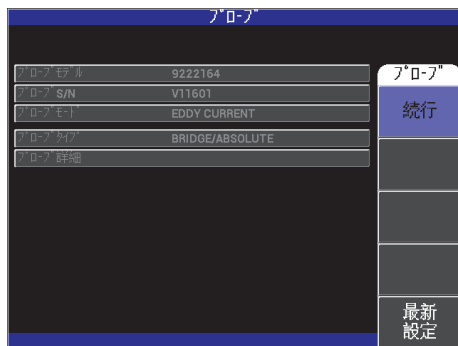 プローブ
プローブモデル 9222164
プローブS/N V11601
プローブモード EDDY CURRENT
プローブタイプ BRIDGE/ABSOLUTE
プローブ詳細
プローブ
続行
最新
設定